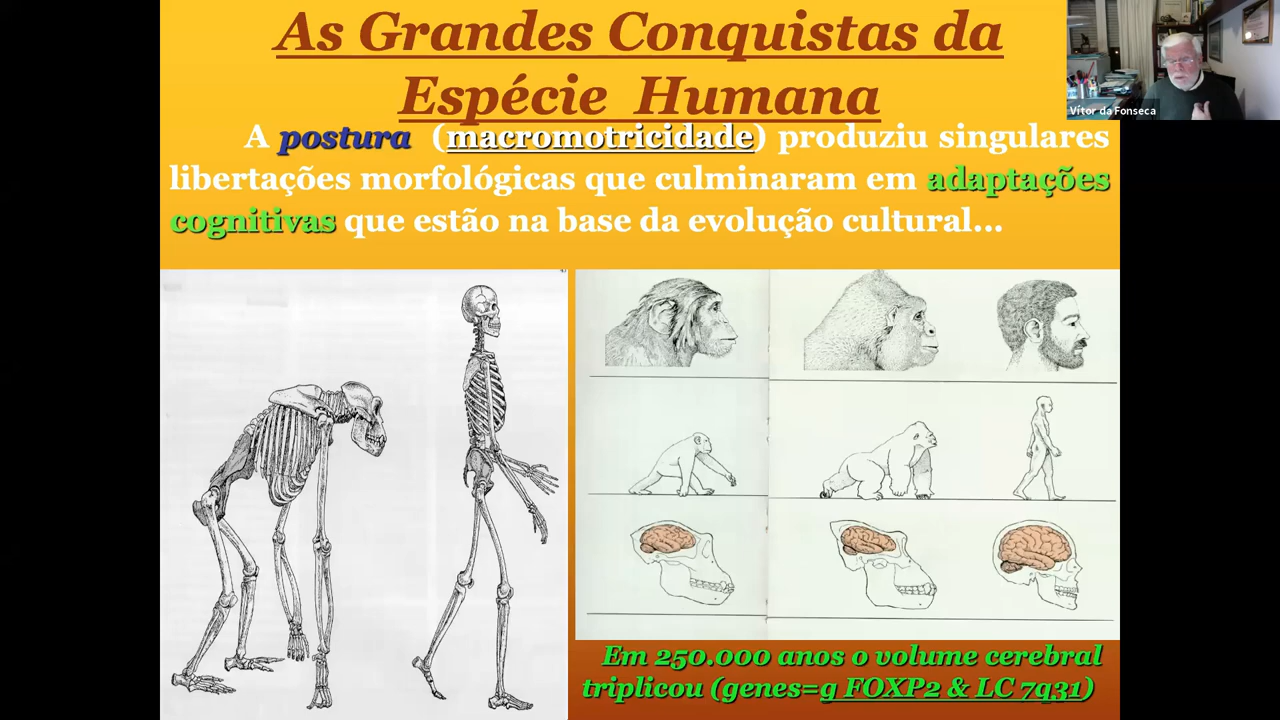 As Grandes Conquistas da
Espécie Humana
Vítor da Fonseca
A postura (macromotricidade) produziu singulares
libertações morfológicas que culminaram em adaptações
cognitivas que estão na base da evolução cultural...
Em 250.000 anos o volume cerebral
triplicou (genes=g FOXP2 & LC 7q31)